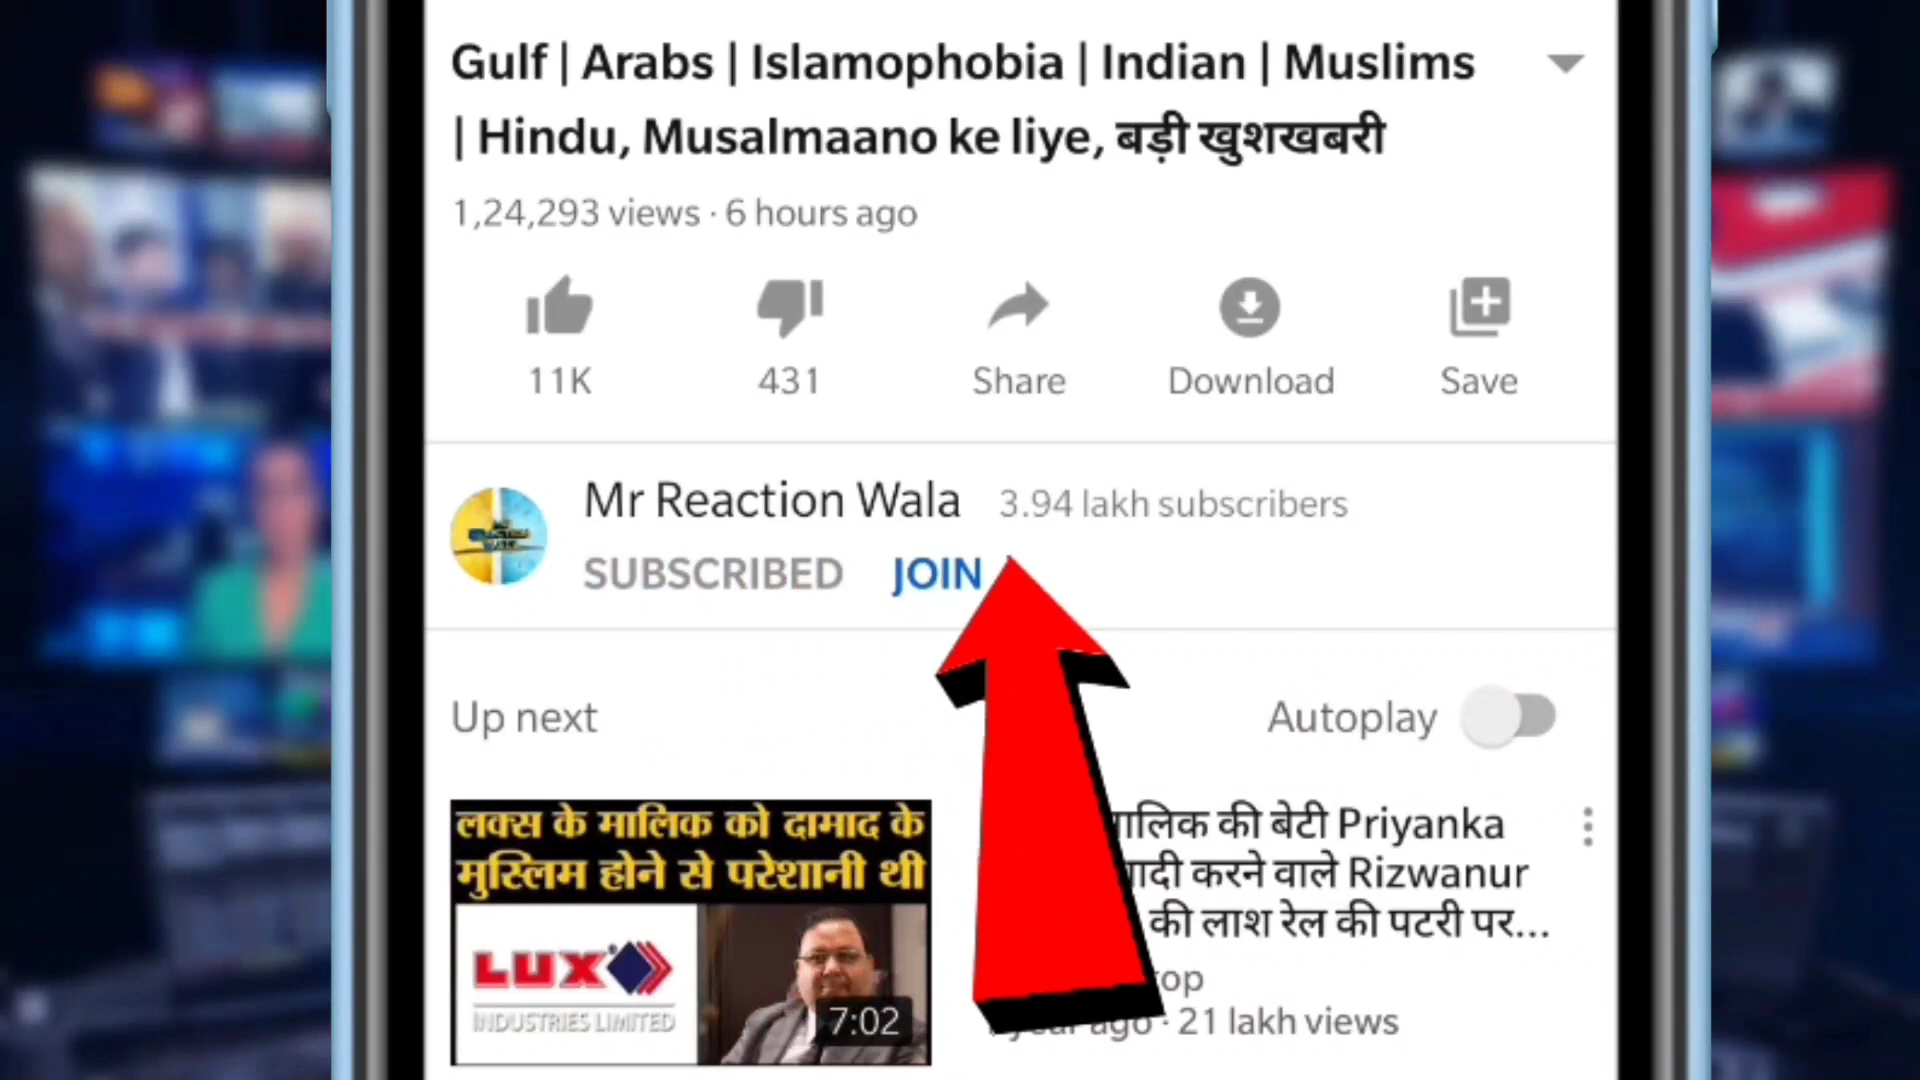 Gulf | Arabs | Islamophobia | Indian | Muslims
| Hindu, Musalmaano ke liye, बड़ी खुशखबरी
1,24,293 views · 6 hours ago
11K
431
Share
Download
Save
Mr Reaction Wala
3.94 lakh subscribers
SUBSCRIBED
JOIN
Up next
Autoplay
लक्स के मालिक को दामाद के
मुस्लिम होने से परेशानी थी
LUX
INDUSTRIES LIMITED
7:02
की बेटी Priyanka
करने वाले Rizwanur
की लाश रेल की पटरी पर...
ago · 21 lakh views